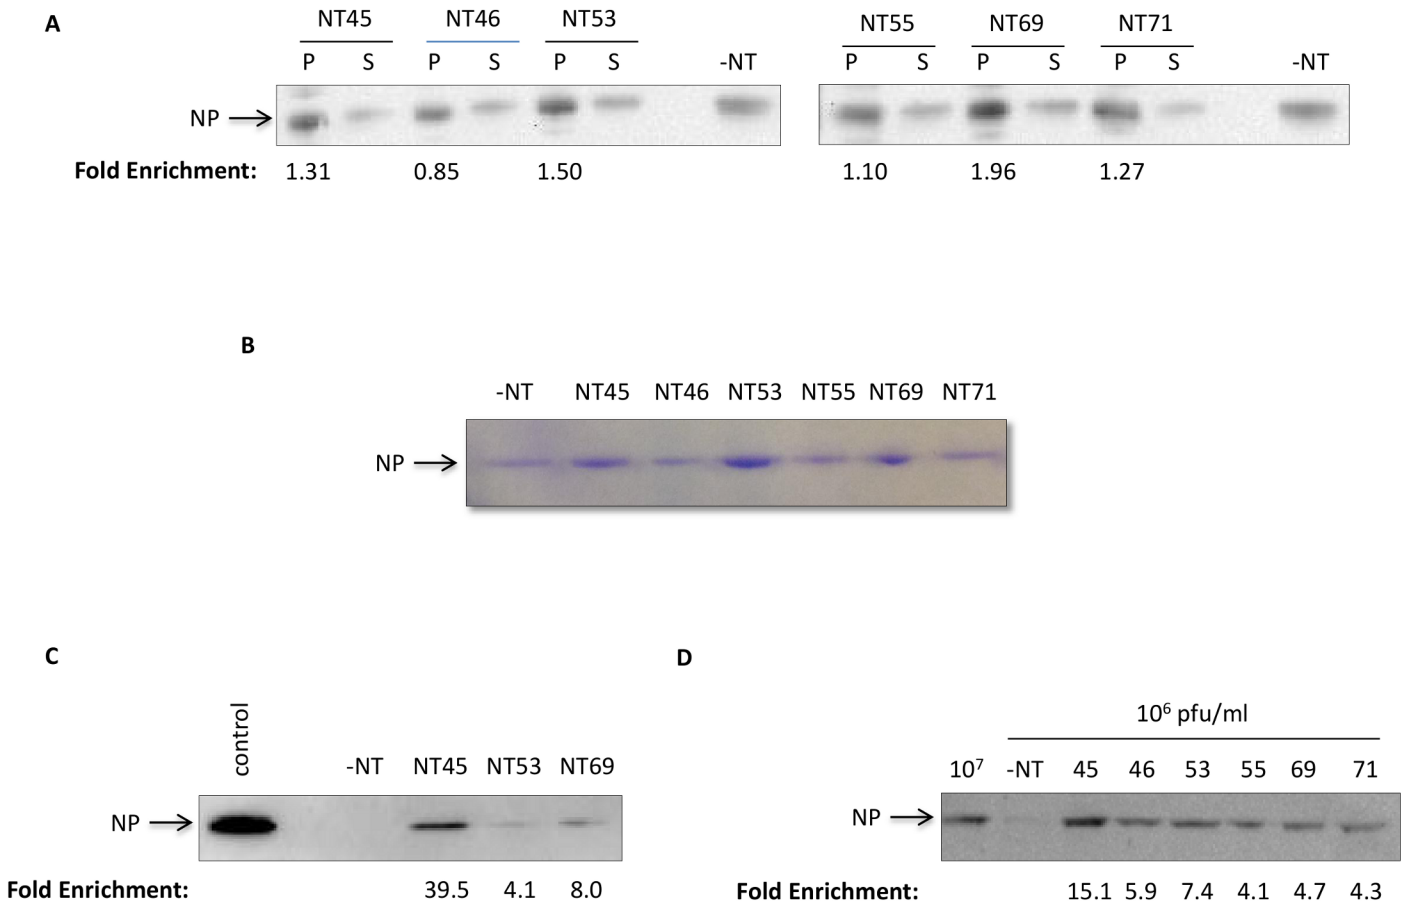 A
NT45 NT46 NT53 NT55 NT69 NT71
P S P S P S -NT P S P S P S -NT
NP
Fold Enrichment: 1.31 0.85 1.50 1.10 1.96 1.27
B
-NT NT45 NT46 NT53 NT55 NT69 NT71
NP
C
control -NT NT45 NT53 NT69
NP
Fold Enrichment: 39.5 4.1 8.0
D
10⁶ pfu/ml
10⁷ -NT 45 46 53 55 69 71
NP
Fold Enrichment: 15.1 5.9 7.4 4.1 4.7 4.3